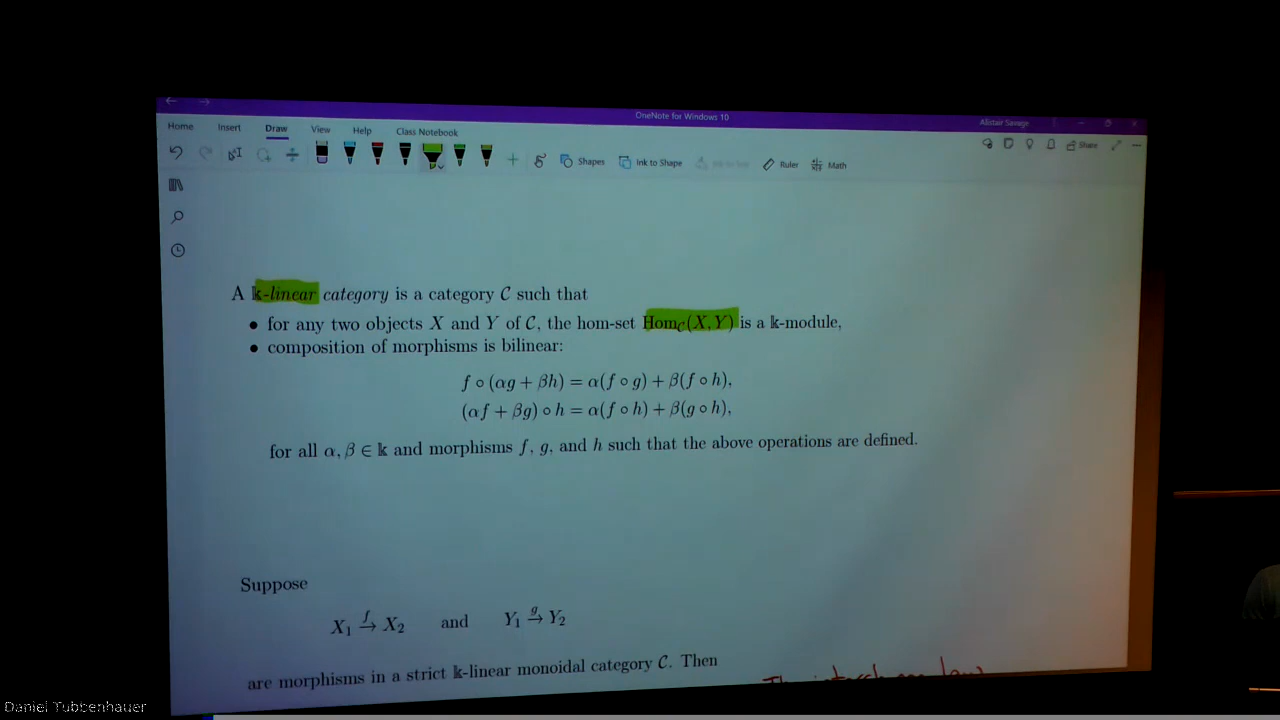 OneNote for Windows 10
Alistair Savage
Home Insert Draw View Help Class Notebook
Shapes Ink to Shape Ruler Math Share
A 𝕜-linear category is a category 𝒞 such that
• for any two objects X and Y of 𝒞, the hom-set Hom𝒞(X, Y) is a 𝕜-module,
• composition of morphisms is bilinear:
f ∘ (αg + βh) = α(f ∘ g) + β(f ∘ h),
(αf + βg) ∘ h = α(f ∘ h) + β(g ∘ h),
for all α, β ∈ 𝕜 and morphisms f, g, and h such that the above operations are defined.
Suppose
X₁ →f X₂ and Y₁ →g Y₂
are morphisms in a strict 𝕜-linear monoidal category 𝒞. Then
Daniel Tubbenhauer